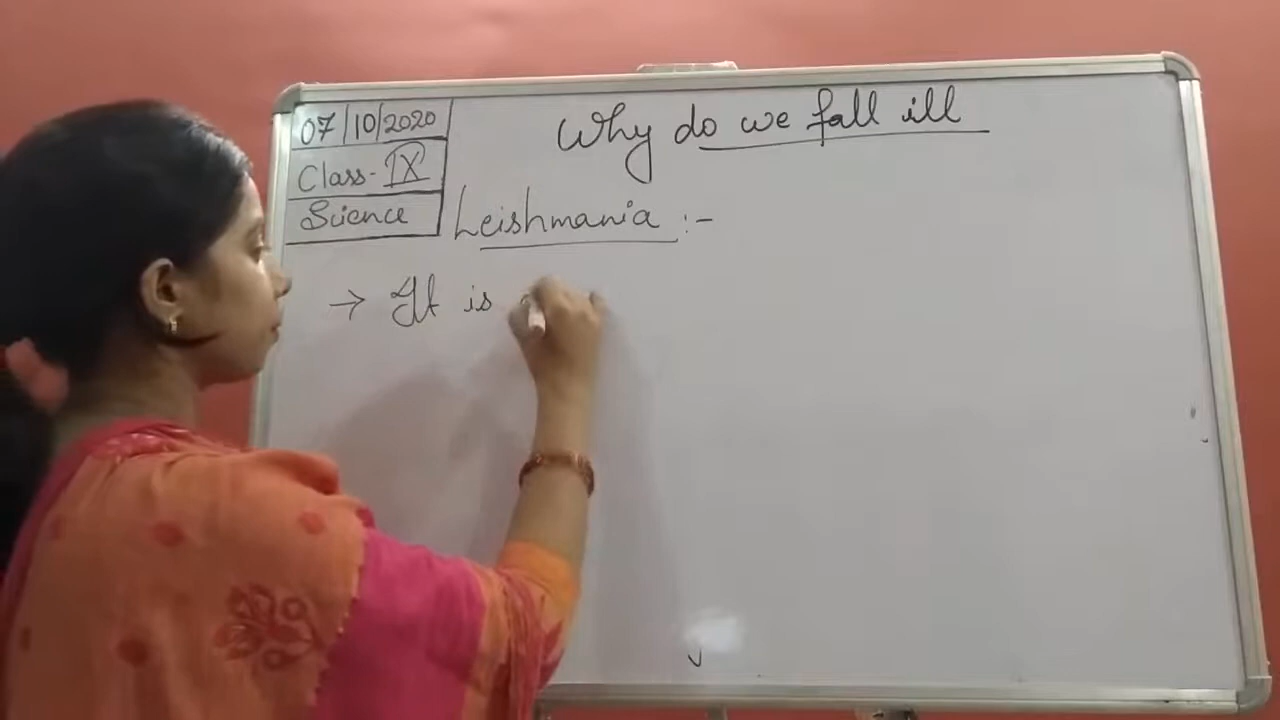 07/10/2020
Class-IX
Science
Why do we fall ill
Leishmania :-
→ It is